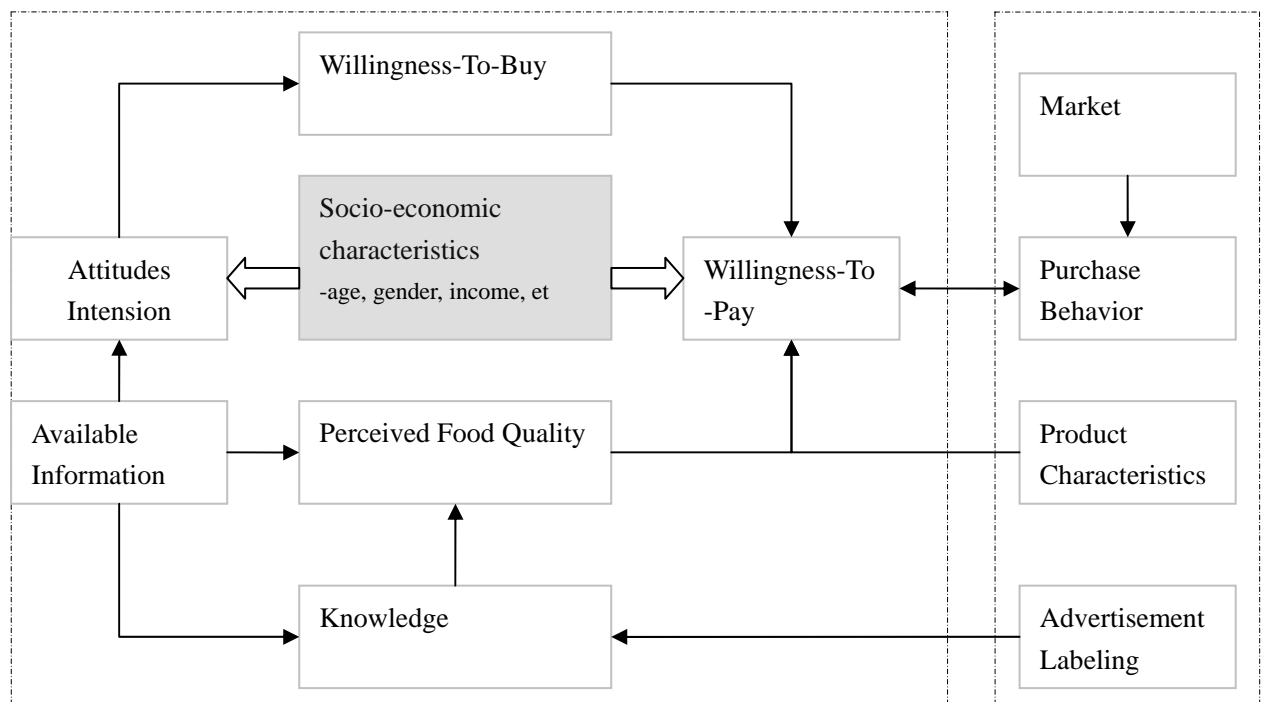 Willingness-To-Buy
Market
Socio-economic
characteristics
-age, gender, income, et
Attitudes
Intension
Willingness-To
-Pay
Purchase
Behavior
Available
Information
Perceived Food Quality
Product
Characteristics
Knowledge
Advertisement
Labeling